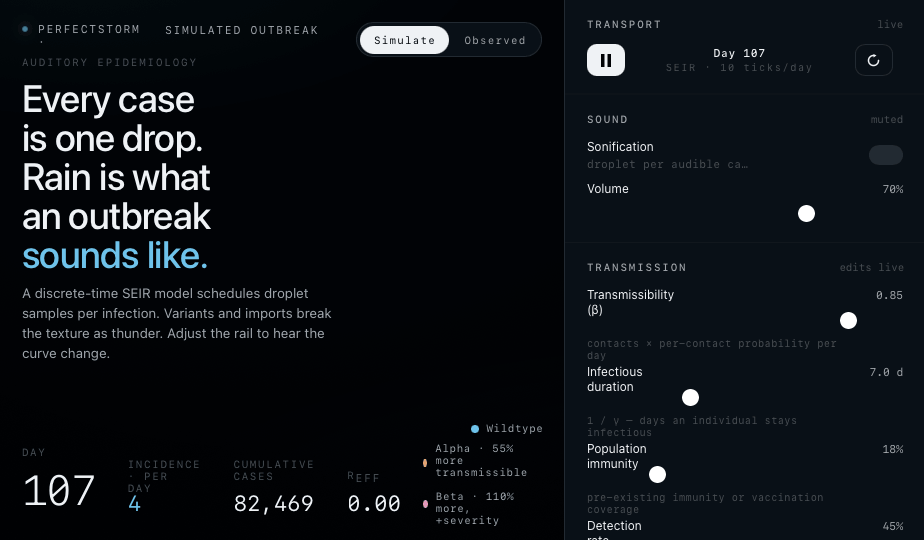 PERFECTSTORM
·
SIMULATED OUTBREAK
Simulate
Observed
AUDITORY EPIDEMIOLOGY
Every case
is one drop.
Rain is what
an outbreak
sounds like.
A discrete-time SEIR model schedules droplet
samples per infection. Variants and imports break
the texture as thunder. Adjust the rail to hear the
curve change.
DAY
107
INCIDENCE
· PER
DAY
4
CUMULATIVE
CASES
82,469
REFF
0.00
Wildtype
Alpha · 55%
more
transmissible
Beta · 110%
more,
+severity
TRANSPORT
live
Day 107
SEIR · 10 ticks/day
SOUND
muted
Sonification
droplet per audible ca…
Volume
70%
TRANSMISSION
edits live
Transmissibility
(β)
0.85
contacts × per-contact probability per
day
Infectious
duration
7.0 d
1 / γ — days an individual stays
infectious
Population
immunity
18%
pre-existing immunity or vaccination
coverage
Detection
rate
45%